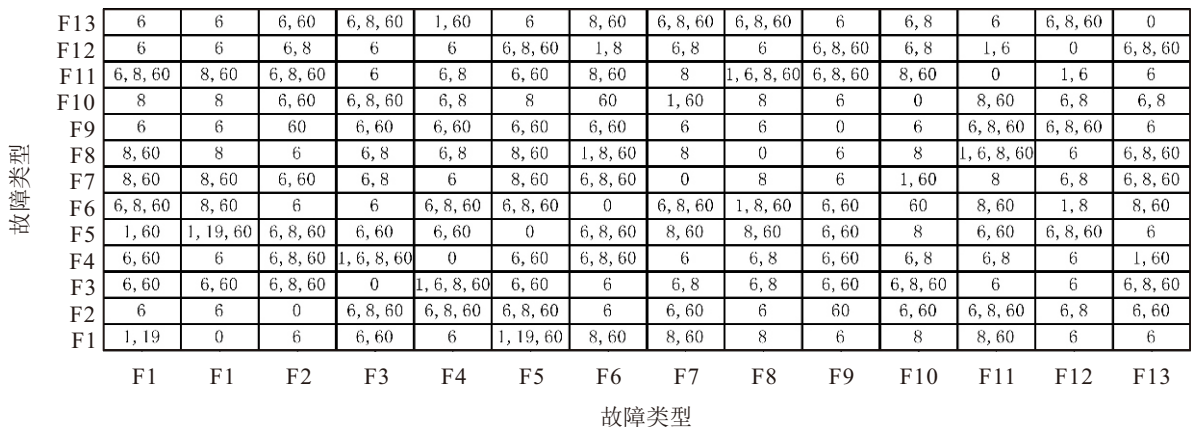 F13 6 6 6, 60 6, 8, 60 1, 60 6 8, 60 6, 8, 60 6, 8, 60 6 6, 8 6 6, 8, 60 0
F12 6 6 6, 8 6 6 6, 8, 60 1, 8 6, 8 6 6, 8, 60 6, 8 1, 6 0 6, 8, 60
F11 6, 8, 60 8, 60 6, 8, 60 6 6, 8 6, 60 8, 60 8 1, 6, 8, 60 6, 8, 60 8, 60 0 1, 6 6
F10 8 8 6, 60 6, 8, 60 6, 8 8 60 1, 60 8 6 0 8, 60 6, 8 6, 8
F9 6 6 60 6, 60 6, 60 6, 60 6, 60 6 6 0 6 6, 8, 60 6, 8, 60 6
F8 8, 60 8 6 6, 8 6, 8 8, 60 1, 8, 60 8 0 6 8 1, 6, 8, 60 6 6, 8, 60
F7 8, 60 8, 60 6, 60 6, 8 6 8, 60 6, 8, 60 0 8 6 1, 60 8 6, 8 6, 8, 60
F6 6, 8, 60 8, 60 6 6 6, 8, 60 6, 8, 60 0 6, 8, 60 1, 8, 60 6, 60 60 8, 60 1, 8 8, 60
F5 1, 60 1, 19, 60 6, 8, 60 6, 60 6, 60 0 6, 8, 60 8, 60 8, 60 6, 60 8 6, 60 6, 8, 60 6
F4 6, 60 6 6, 8, 60 1, 6, 8, 60 0 6, 60 6, 8, 60 6 6, 8 6, 60 6, 8 6, 8 6 1, 60
F3 6, 60 6, 60 6, 8, 60 0 1, 6, 8, 60 6, 60 6 6, 8 6, 8 6, 60 6, 8, 60 6 6 6, 8, 60
F2 6 6 0 6, 8, 60 6, 8, 60 6, 8, 60 6 6, 60 6 60 6, 60 6, 8, 60 6, 8 6, 60
F1 1, 19 0 6 6, 60 6 1, 19, 60 8, 60 8, 60 8 6 8 8, 60 6 6
F1 F1 F2 F3 F4 F5 F6 F7 F8 F9 F10 F11 F12 F13
故障类型
故障类型